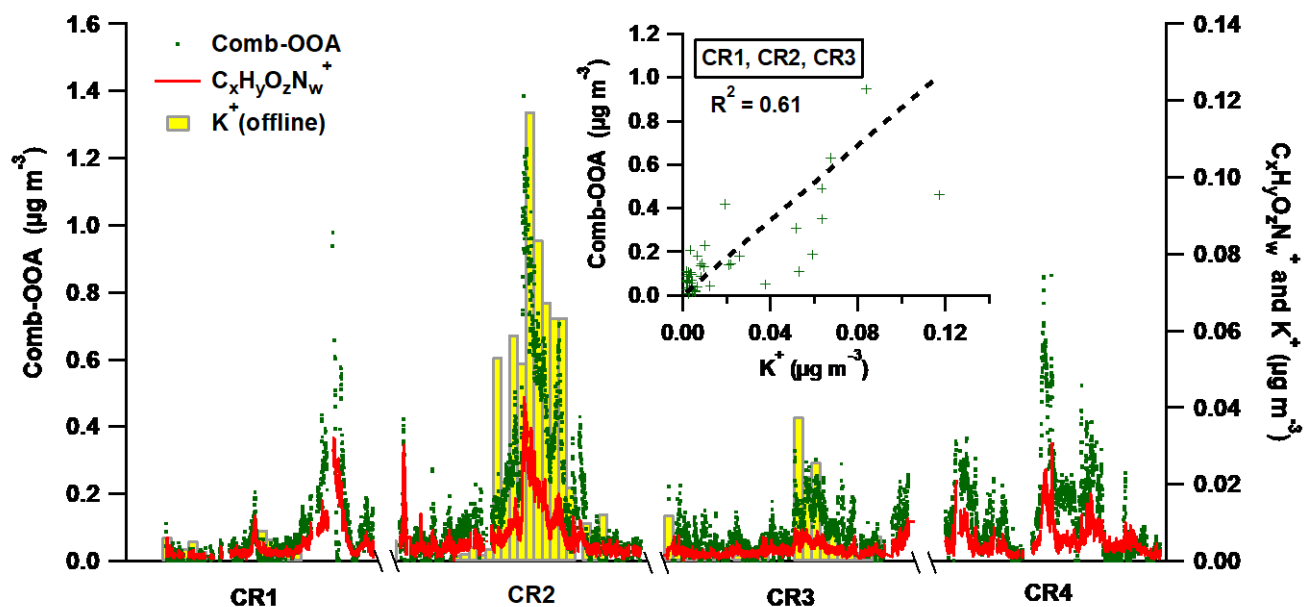 Comb-OOA
CxHyOzNw+
K+(offline)
Comb-OOA (µg m-3)
1.6
1.4
1.2
1.0
0.8
0.6
0.4
0.2
0.0
CR1, CR2, CR3
R2 = 0.61
Comb-OOA (µg m-3)
1.2
1.0
0.8
0.6
0.4
0.2
0.0
0.00 0.04 0.08 0.12
K+ (µg m-3)
0.14
0.12
0.10
0.08
0.06
0.04
0.02
0.00
CxHyOzNw+ and K+ (µg m-3)
CR1 CR2 CR3 CR4